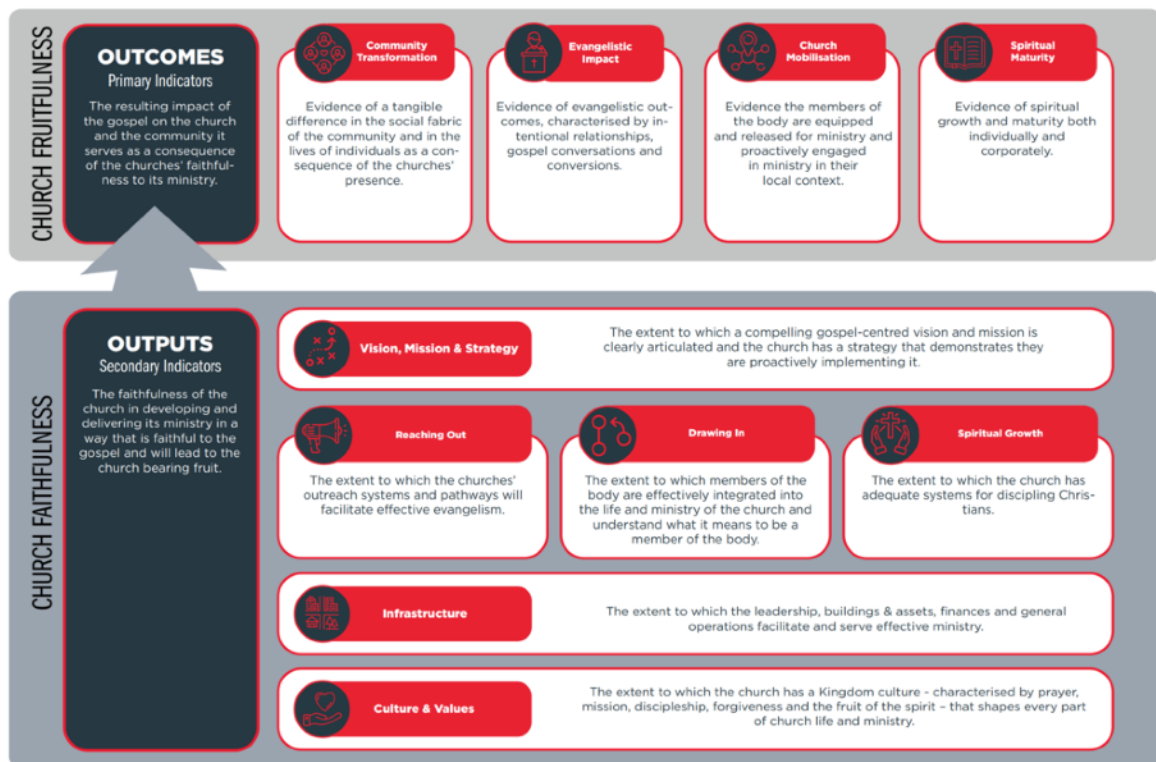 CHURCH FRUITFULNESS
OUTCOMES
Primary Indicators
The resulting impact of
the gospel on the church
and the community it
serves as a consequence
of the churches' faithful-
ness to its ministry.
Community
Transformation
Evidence of a tangible
difference in the social fabric
of the community and in the
lives of individuals as a con-
sequence of the churches'
presence.
Evangelistic
Impact
Evidence of evangelistic out-
comes, characterised by in-
tentional relationships,
gospel conversations and
conversions.
Church
Mobilisation
Evidence the members of
the body are equipped
and released for ministry and
proactively engaged
in ministry in their
local context.
Spiritual
Maturity
Evidence of spiritual
growth and maturity both
individually and
corporately.
CHURCH FAITHFULNESS
OUTPUTS
Secondary Indicators
The faithfulness of the
church in developing and
delivering its ministry in a
way that is faithful to the
gospel and will lead to the
church bearing fruit.
Vision, Mission & Strategy
The extent to which a compelling gospel-centred vision and mission is
clearly articulated and the church has a strategy that demonstrates they
are proactively implementing it.
Reaching Out
The extent to which the churches'
outreach systems and pathways will
facilitate effective evangelism.
Drawing In
The extent to which members of the
body are effectively integrated into
the life and ministry of the church and
understand what it means to be a
member of the body.
Spiritual Growth
The extent to which the church has
adequate systems for discipling Chris-
tians.
Infrastructure
The extent to which the leadership, buildings & assets, finances and general
operations facilitate and serve effective ministry.
Culture & Values
The extent to which the church has a Kingdom culture - characterised by prayer,
mission, discipleship, forgiveness and the fruit of the spirit – that shapes every part
of church life and ministry.